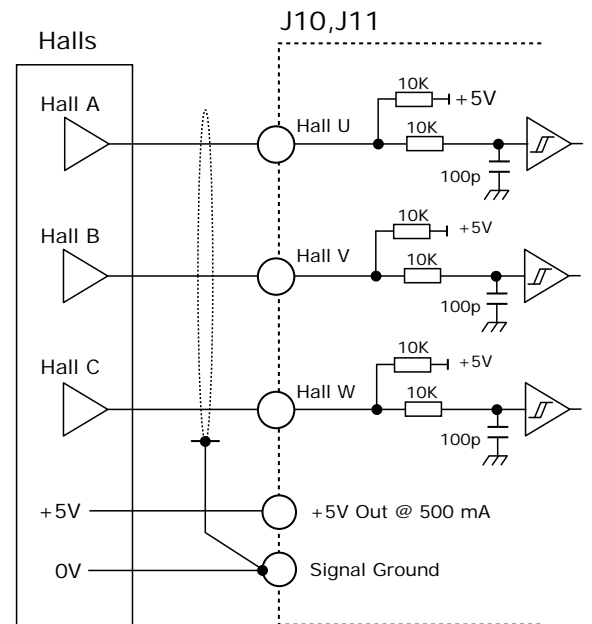 J10,J11
Halls
10K
+5V
Hall A
Hall U
10K
100p
10K
+5V
Hall B
Hall V
10K
100p
10K
+5V
Hall C
Hall W
10K
100p
+5V
+5V Out @ 500 mA
0V
Signal Ground